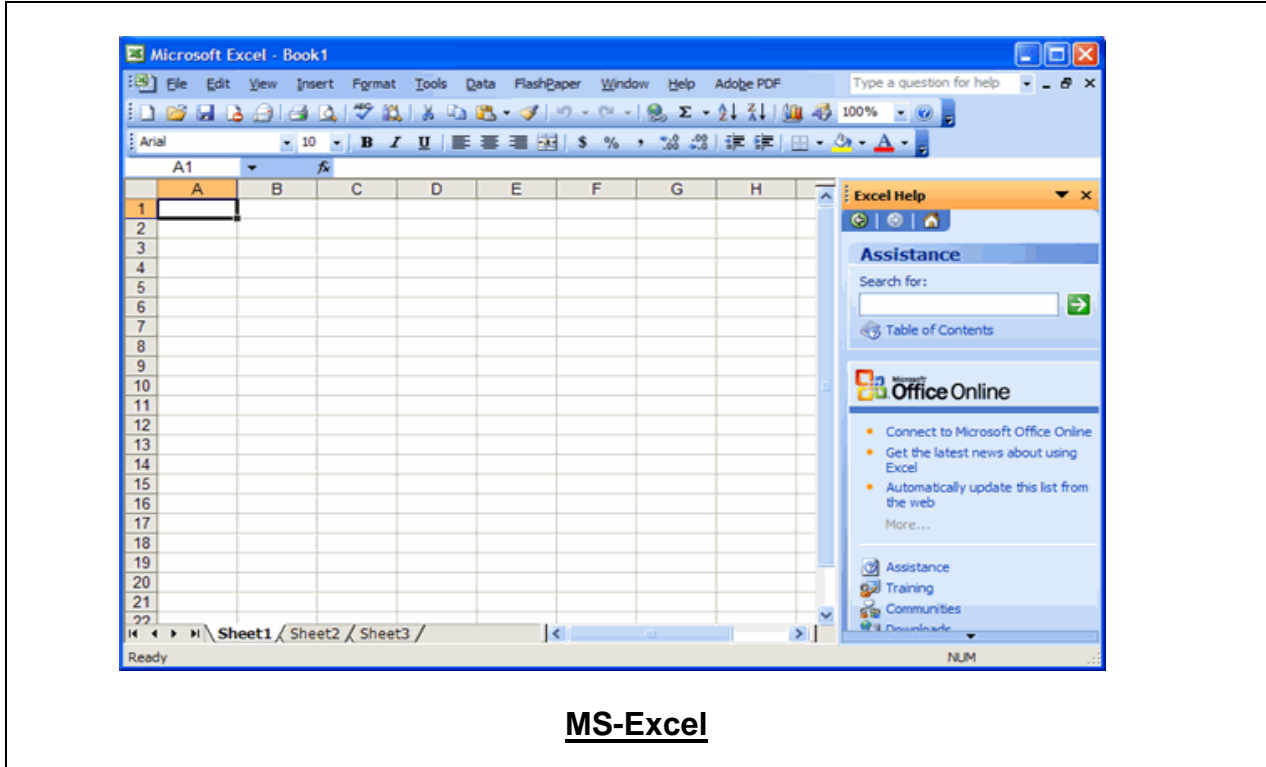 Microsoft Excel - Book1
File Edit View Insert Format Tools Data FlashPaper Window Help Adobe PDF Type a question for help
100%
Arial 10 B I U $ % , .00 A
A1 fx
A B C D E F G H
Excel Help
1
2
3
4
5
6
7
8
9
10
11
12
13
14
15
16
17
18
19
20
21
22
Assistance
Search for:
Table of Contents
Microsoft
Office Online
Connect to Microsoft Office Online
Get the latest news about using
Excel
Automatically update this list from
the web
More...
Assistance
Training
Communities
Downloads
Sheet1 Sheet2 Sheet3
Ready NUM
MS-Excel